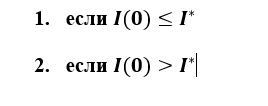 1. если I(0) ≤ I*
2. если I(0) > I*